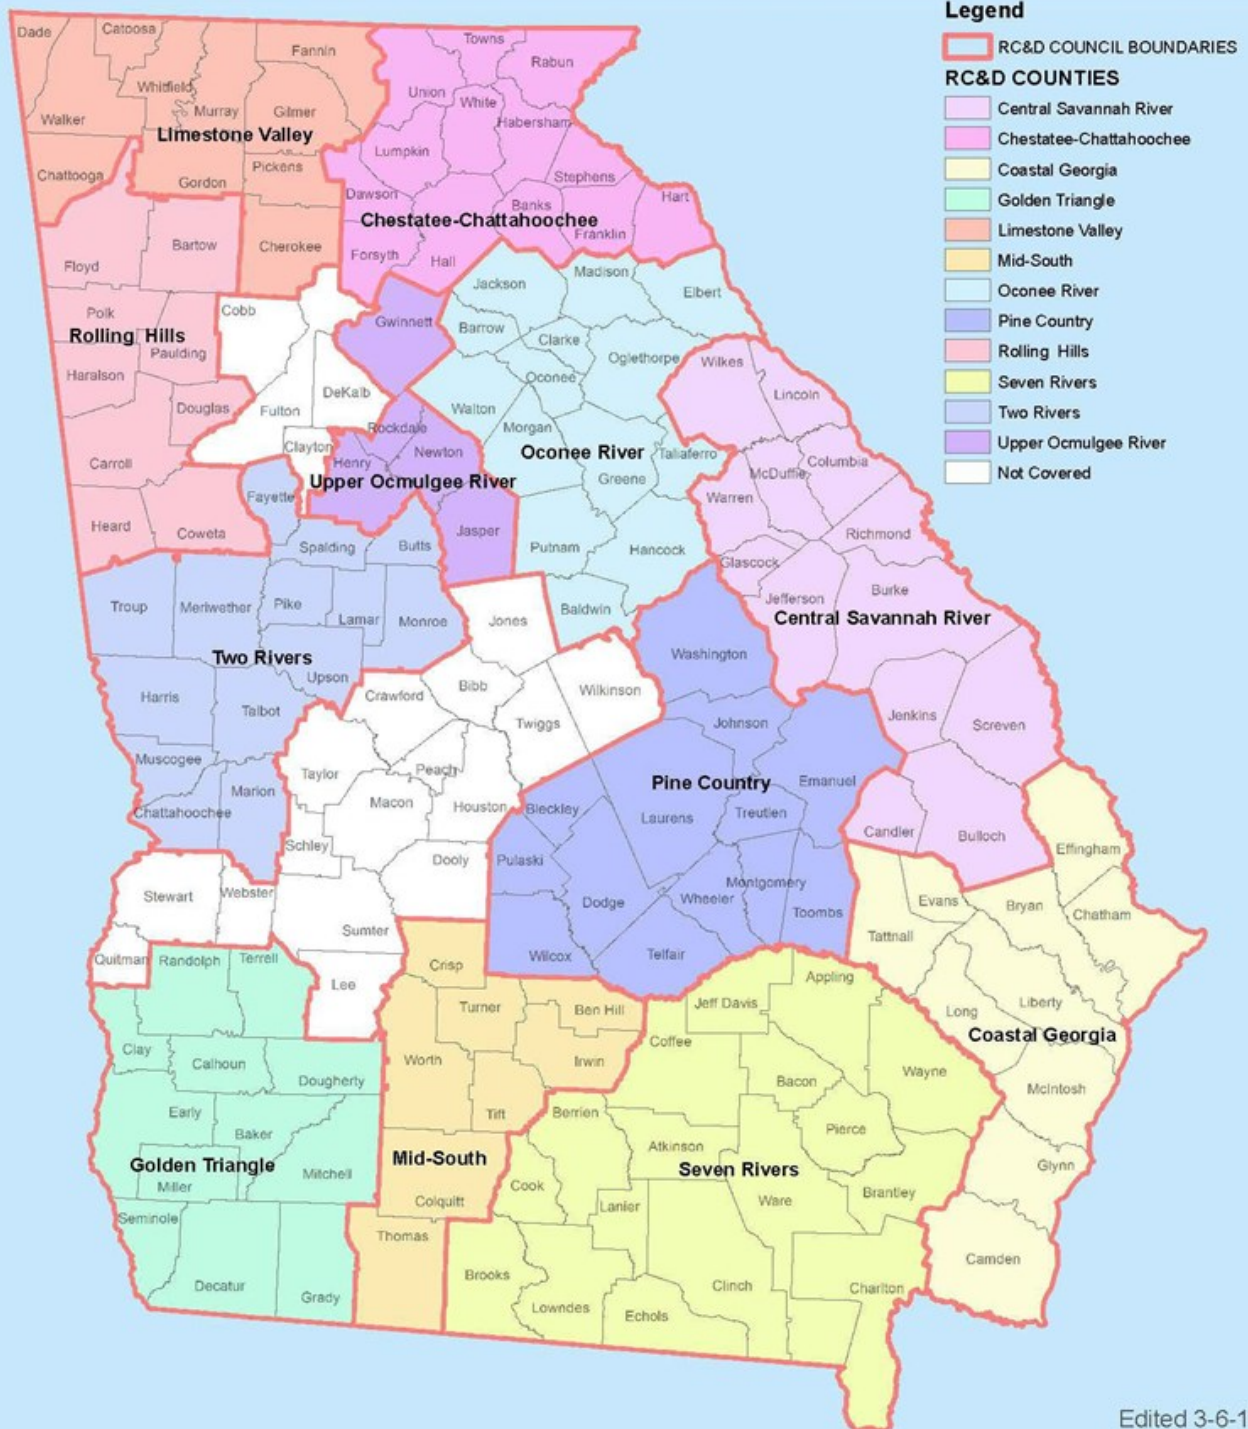 Legend
RC&D COUNCIL BOUNDARIES
RC&D COUNTIES
Central Savannah River
Chestatee-Chattahoochee
Coastal Georgia
Golden Triangle
Limestone Valley
Mid-South
Oconee River
Pine Country
Rolling Hills
Seven Rivers
Two Rivers
Upper Ocmulgee River
Not Covered
Dade
Catoosa
Fannin
Whitfield
Murray
Gilmer
Walker
Limestone Valley
Chattooga
Gordon
Pickens
Cherokee
Towns
Rabun
Union
White
Habersham
Lumpkin
Stephens
Dawson
Banks
Hart
Chestatee-Chattahoochee
Franklin
Forsyth
Hall
Bartow
Floyd
Polk
Rolling Hills
Paulding
Haralson
Douglas
Carroll
Heard
Coweta
Cobb
DeKalb
Fulton
Clayton
Gwinnett
Rockdale
Newton
Henry
Upper Ocmulgee River
Jasper
Jackson
Madison
Elbert
Barrow
Clarke
Oglethorpe
Oconee
Walton
Morgan
Oconee River
Taliaferro
Greene
Putnam
Hancock
Baldwin
Wilkes
Lincoln
Columbia
McDuffie
Warren
Richmond
Glascock
Burke
Jefferson
Central Savannah River
Jenkins
Screven
Candler
Bulloch
Fayette
Spalding
Butts
Troup
Meriwether
Pike
Lamar
Monroe
Two Rivers
Upson
Harris
Talbot
Muscogee
Marion
Chattahoochee
Jones
Bibb
Wilkinson
Crawford
Twiggs
Taylor
Peach
Macon
Houston
Schley
Dooly
Stewart
Webster
Sumter
Quitman
Lee
Washington
Johnson
Pine Country
Emanuel
Bleckley
Laurens
Treutlen
Pulaski
Montgomery
Dodge
Wheeler
Toombs
Wilcox
Telfair
Effingham
Evans
Bryan
Chatham
Tattnall
Long
Liberty
Coastal Georgia
McIntosh
Glynn
Camden
Randolph
Terrell
Clay
Calhoun
Dougherty
Early
Baker
Golden Triangle
Mitchell
Miller
Seminole
Decatur
Grady
Crisp
Turner
Ben Hill
Worth
Irwin
Tift
Mid-South
Colquitt
Thomas
Appling
Jeff Davis
Coffee
Wayne
Bacon
Berrien
Pierce
Atkinson
Seven Rivers
Cook
Brantley
Lanier
Ware
Brooks
Clinch
Charlton
Lowndes
Echols
Edited 3-6-1